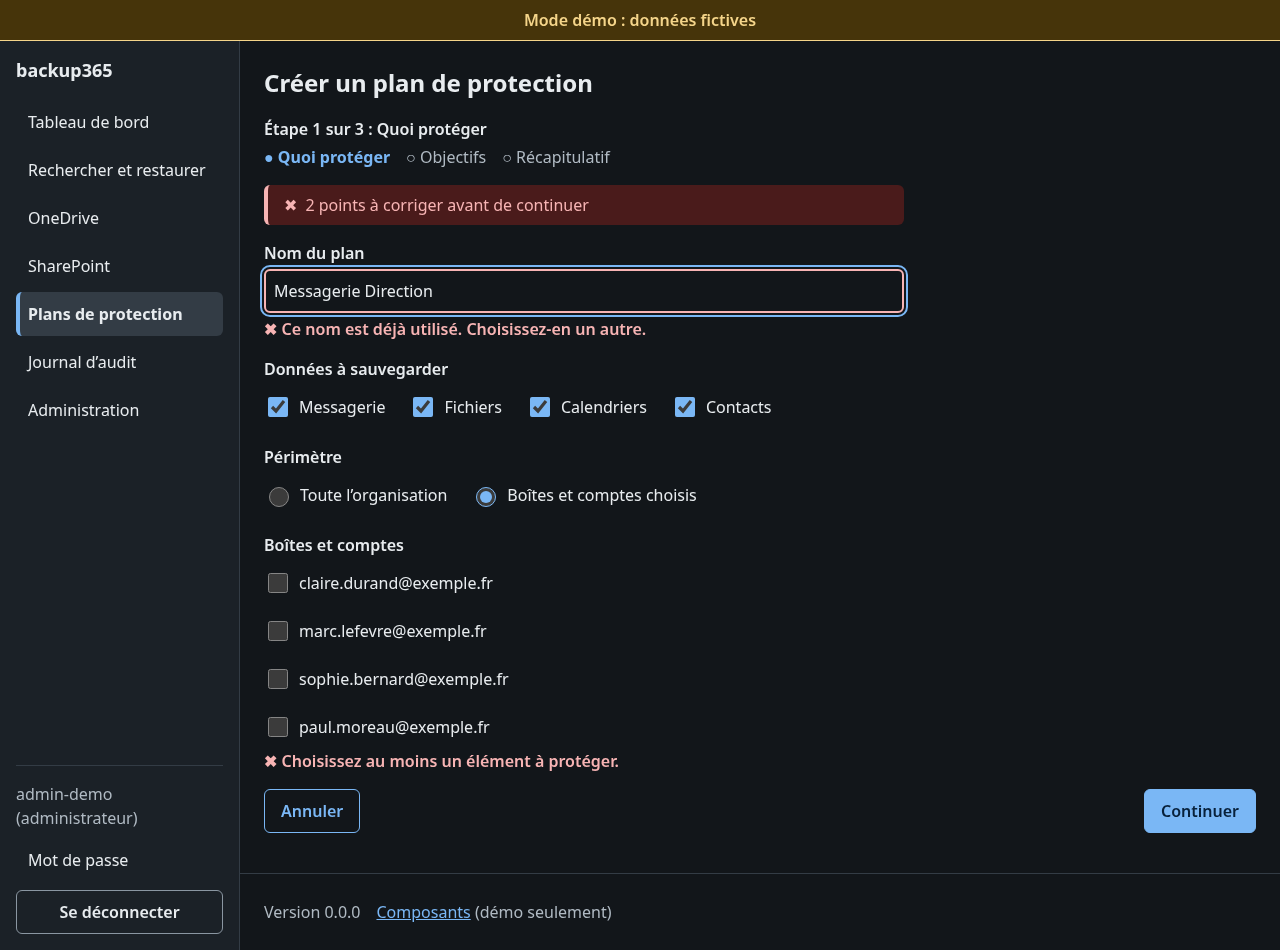 Mode démo : données fictives
backup365
Tableau de bord
Rechercher et restaurer
OneDrive
SharePoint
Plans de protection
Journal d’audit
Administration
admin-demo
(administrateur)
Mot de passe
Se déconnecter
Créer un plan de protection
Étape 1 sur 3 : Quoi protéger
● Quoi protéger ○ Objectifs ○ Récapitulatif
✖ 2 points à corriger avant de continuer
Nom du plan
Messagerie Direction
✖ Ce nom est déjà utilisé. Choisissez-en un autre.
Données à sauvegarder
Messagerie Fichiers Calendriers Contacts
Périmètre
Toute l’organisation Boîtes et comptes choisis
Boîtes et comptes
claire.durand@exemple.fr
marc.lefevre@exemple.fr
sophie.bernard@exemple.fr
paul.moreau@exemple.fr
✖ Choisissez au moins un élément à protéger.
Annuler Continuer
Version 0.0.0 Composants (démo seulement)